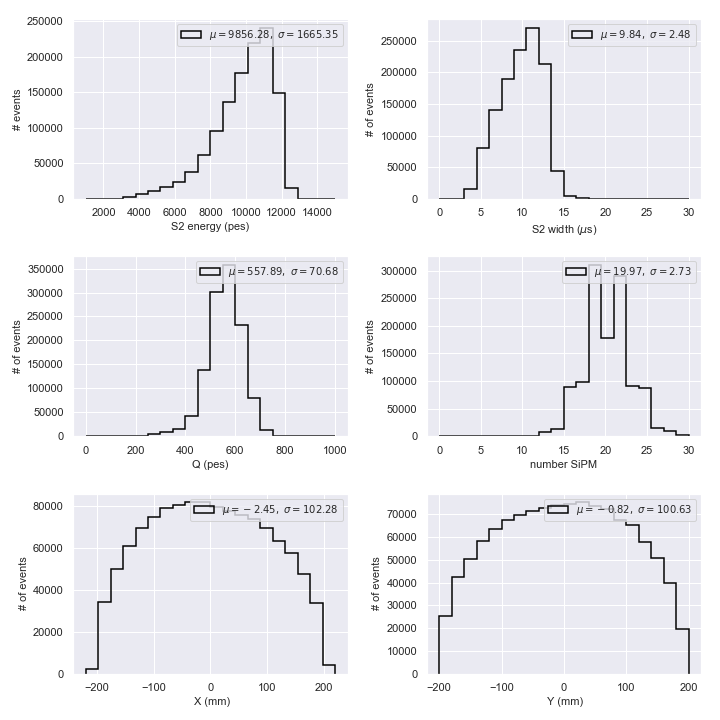 μ = 9856.28, σ = 1665.35
250000
200000
150000
100000
50000
0
# events
2000 4000 6000 8000 10000 12000 14000
S2 energy (pes)
μ = 9.84, σ = 2.48
250000
200000
150000
100000
50000
0
# of events
0 5 10 15 20 25 30
S2 width (μs)
μ = 557.89, σ = 70.68
350000
300000
250000
200000
150000
100000
50000
0
# of events
0 200 400 600 800 1000
Q (pes)
μ = 19.97, σ = 2.73
300000
250000
200000
150000
100000
50000
0
# of events
0 5 10 15 20 25 30
number SiPM
μ = −2.45, σ = 102.28
80000
60000
40000
20000
0
# of events
−200 −100 0 100 200
X (mm)
μ = −0.82, σ = 100.63
70000
60000
50000
40000
30000
20000
10000
0
# of events
−200 −100 0 100 200
Y (mm)